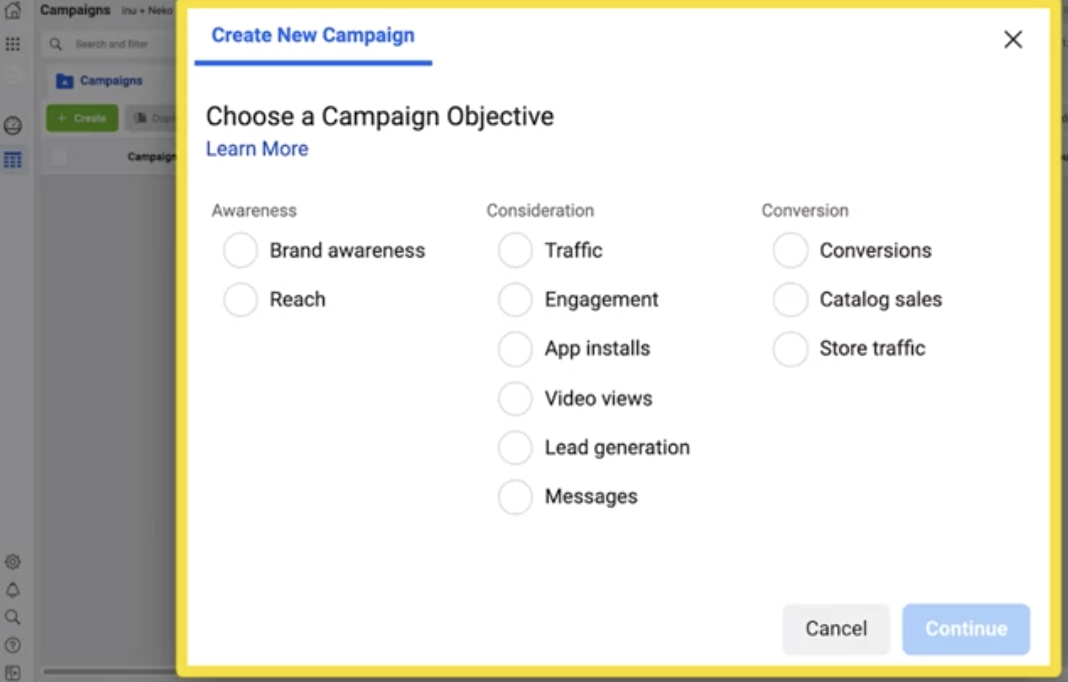 Campaigns inu + Neko
Search and filter
Campaigns
+ Create
Campaign
Create New Campaign
Choose a Campaign Objective
Learn More
Awareness
Brand awareness
Reach
Consideration
Traffic
Engagement
App installs
Video views
Lead generation
Messages
Conversion
Conversions
Catalog sales
Store traffic
Cancel
Continue